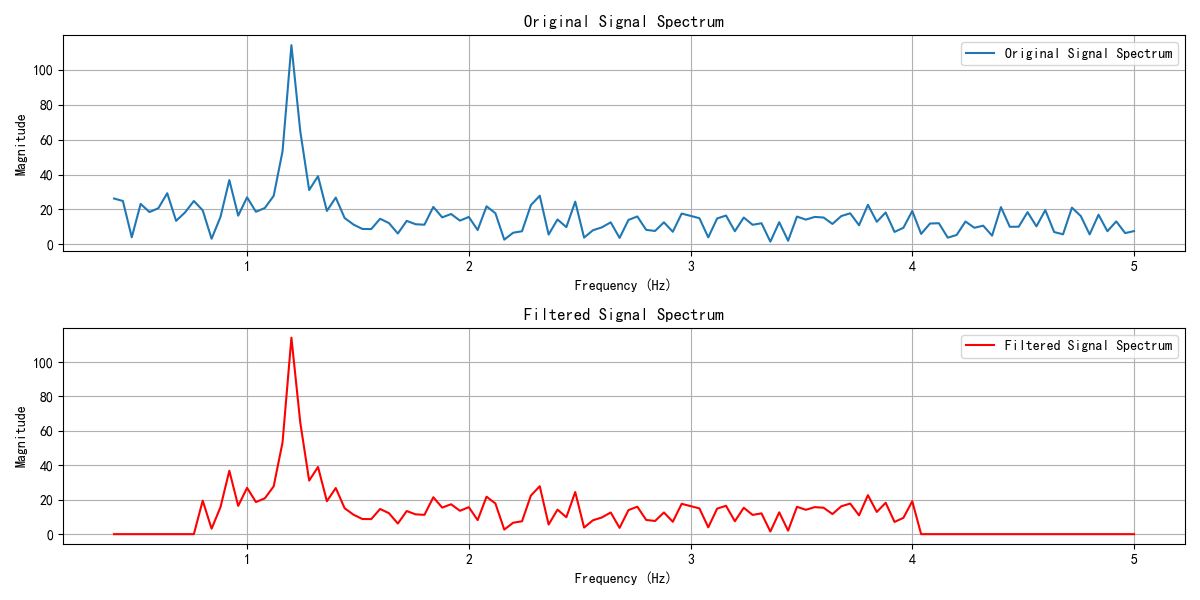 Original Signal Spectrum
Original Signal Spectrum
100
80
60
40
20
0
Magnitude
1 2 3 4 5
Frequency (Hz)
Filtered Signal Spectrum
Filtered Signal Spectrum
100
80
60
40
20
0
Magnitude
1 2 3 4 5
Frequency (Hz)